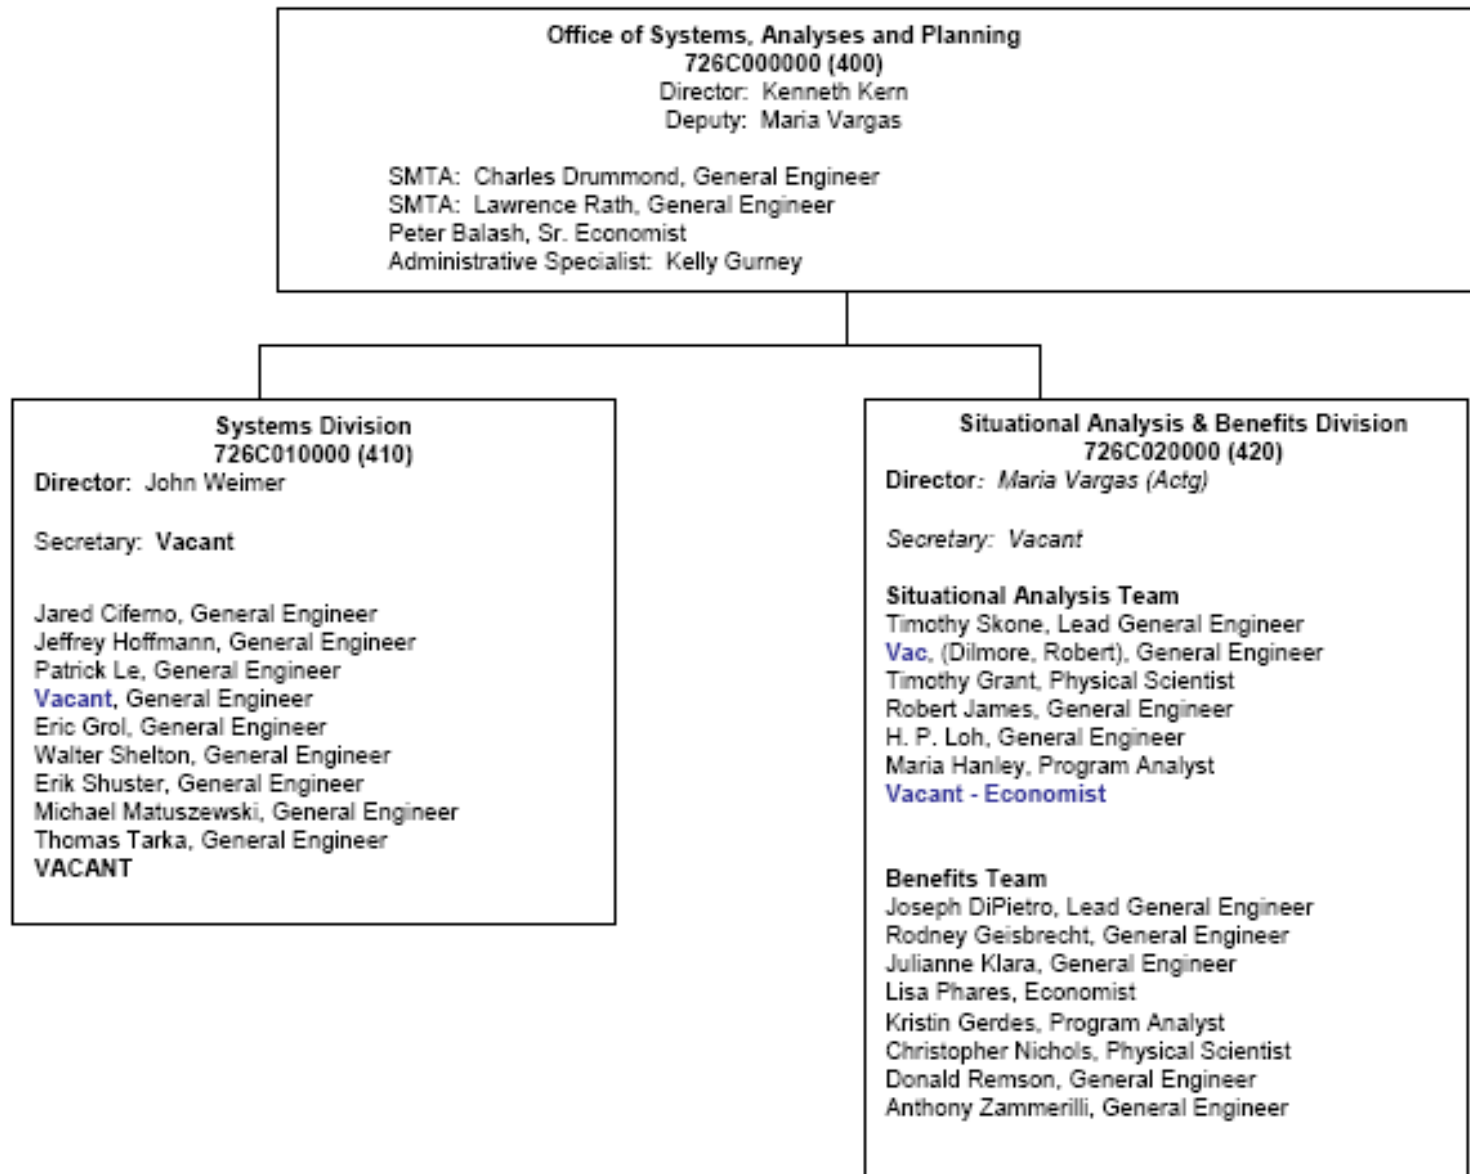 Office of Systems, Analyses and Planning
726C000000 (400)
Director: Kenneth Kern
Deputy: Maria Vargas
SMTA: Charles Drummond, General Engineer
SMTA: Lawrence Rath, General Engineer
Peter Balash, Sr. Economist
Administrative Specialist: Kelly Gurney
Systems Division
726C010000 (410)
Director: John Weimer
Secretary: Vacant
Jared Ciferno, General Engineer
Jeffrey Hoffmann, General Engineer
Patrick Le, General Engineer
Vacant, General Engineer
Eric Grol, General Engineer
Walter Shelton, General Engineer
Erik Shuster, General Engineer
Michael Matuszewski, General Engineer
Thomas Tarka, General Engineer
VACANT
Situational Analysis & Benefits Division
726C020000 (420)
Director: Maria Vargas (Actg)
Secretary: Vacant
Situational Analysis Team
Timothy Skone, Lead General Engineer
Vac, (Dilmore, Robert), General Engineer
Timothy Grant, Physical Scientist
Robert James, General Engineer
H. P. Loh, General Engineer
Maria Hanley, Program Analyst
Vacant - Economist
Benefits Team
Joseph DiPietro, Lead General Engineer
Rodney Geisbrecht, General Engineer
Julianne Klara, General Engineer
Lisa Phares, Economist
Kristin Gerdes, Program Analyst
Christopher Nichols, Physical Scientist
Donald Remson, General Engineer
Anthony Zammerilli, General Engineer